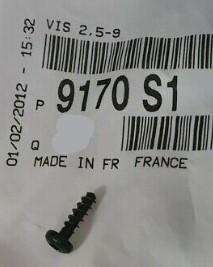 VIS 2,5-9
01/02/2012 - 15:32
P 9170 S1
Q
MADE IN FR FRANCE